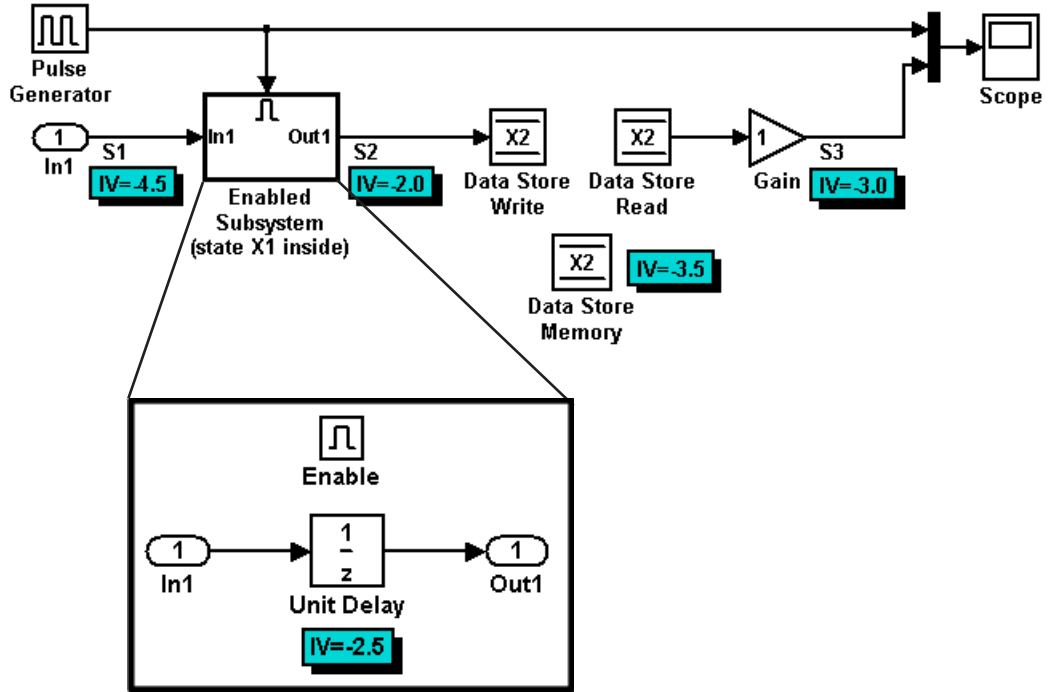 Pulse
Generator
1
In1
S1
IV=-4.5
In1
Out1
Enabled
Subsystem
(state X1 inside)
S2
IV=-2.0
X2
Data Store
Write
X2
Data Store
Read
1
Gain
S3
IV=-3.0
Scope
X2
Data Store
Memory
IV=-3.5
Enable
1
In1
1
z
Unit Delay
IV=-2.5
1
Out1